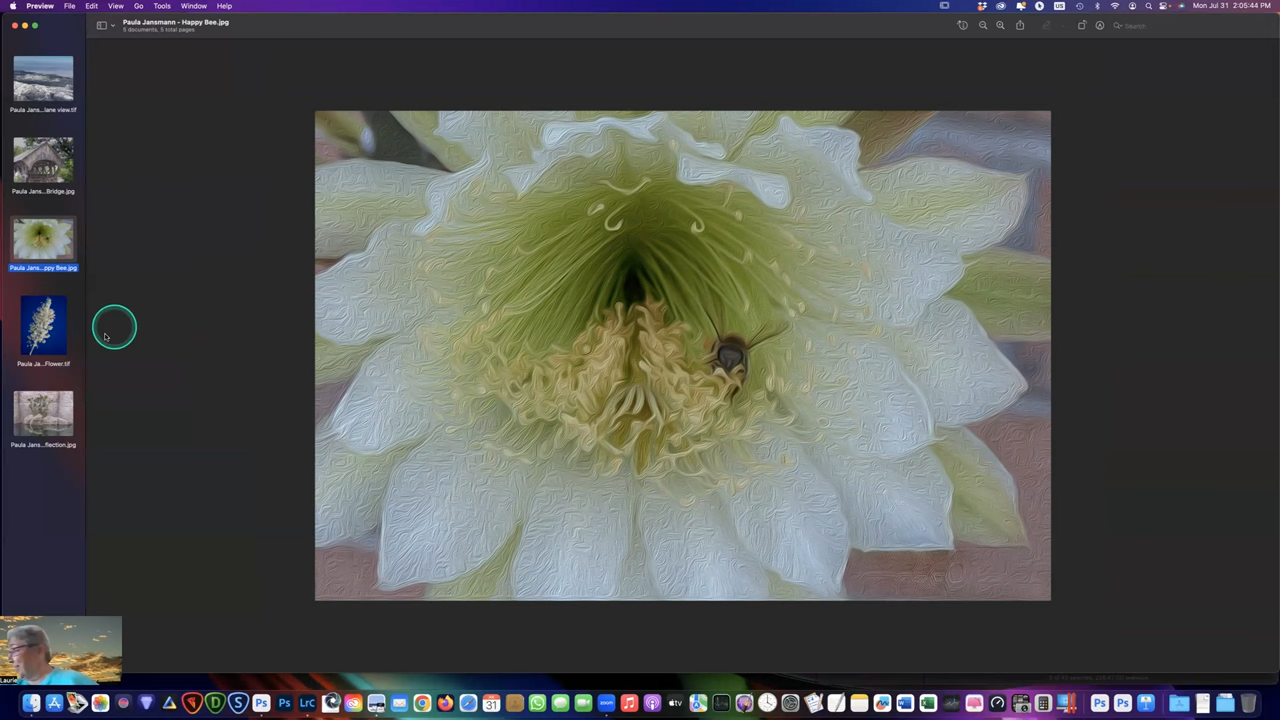 Preview File Edit View Go Tools Window Help
Mon Jul 31 2:05:44 PM
Paula Jansmann - Happy Bee.jpg
5 documents, 5 total pages
Search
Paula Jans...lane view.tif
Paula Jans...Bridge.jpg
Paula Jans...ppy Bee.jpg
Paula Ja...Flower.tif
Paula Jans...flection.jpg
Laurie